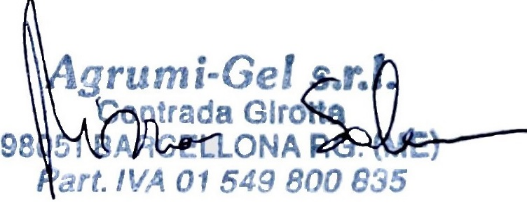 Agrumi-Gel s.r.l.
Contrada Girotta
98051 BARCELLONA P.G. (ME)
Part. IVA 01 549 800 835